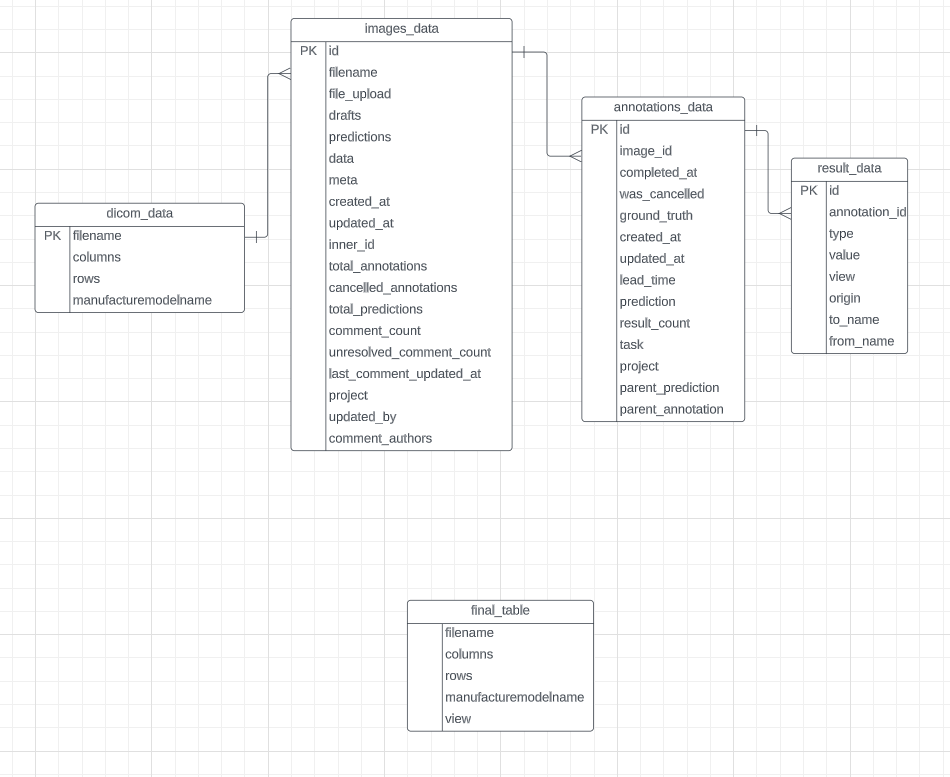 images_data
PK id
filename
file_upload
drafts
predictions
data
meta
created_at
updated_at
inner_id
total_annotations
cancelled_annotations
total_predictions
comment_count
unresolved_comment_count
last_comment_updated_at
project
updated_by
comment_authors
annotations_data
PK id
image_id
completed_at
was_cancelled
ground_truth
created_at
updated_at
lead_time
prediction
result_count
task
project
parent_prediction
parent_annotation
result_data
PK id
annotation_id
type
value
view
origin
to_name
from_name
dicom_data
PK filename
columns
rows
manufacturemodelname
final_table
filename
columns
rows
manufacturemodelname
view